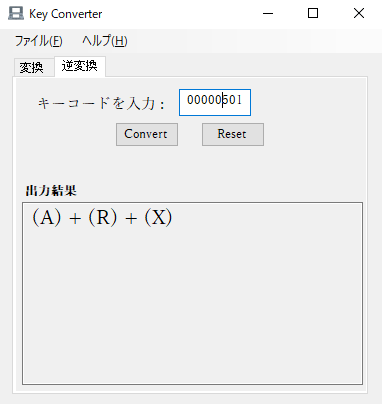 Key Converter
ファイル(F) ヘルプ(H)
変換 逆変換
キーコードを入力： 00000501
Convert Reset
出力結果
(A) + (R) + (X)